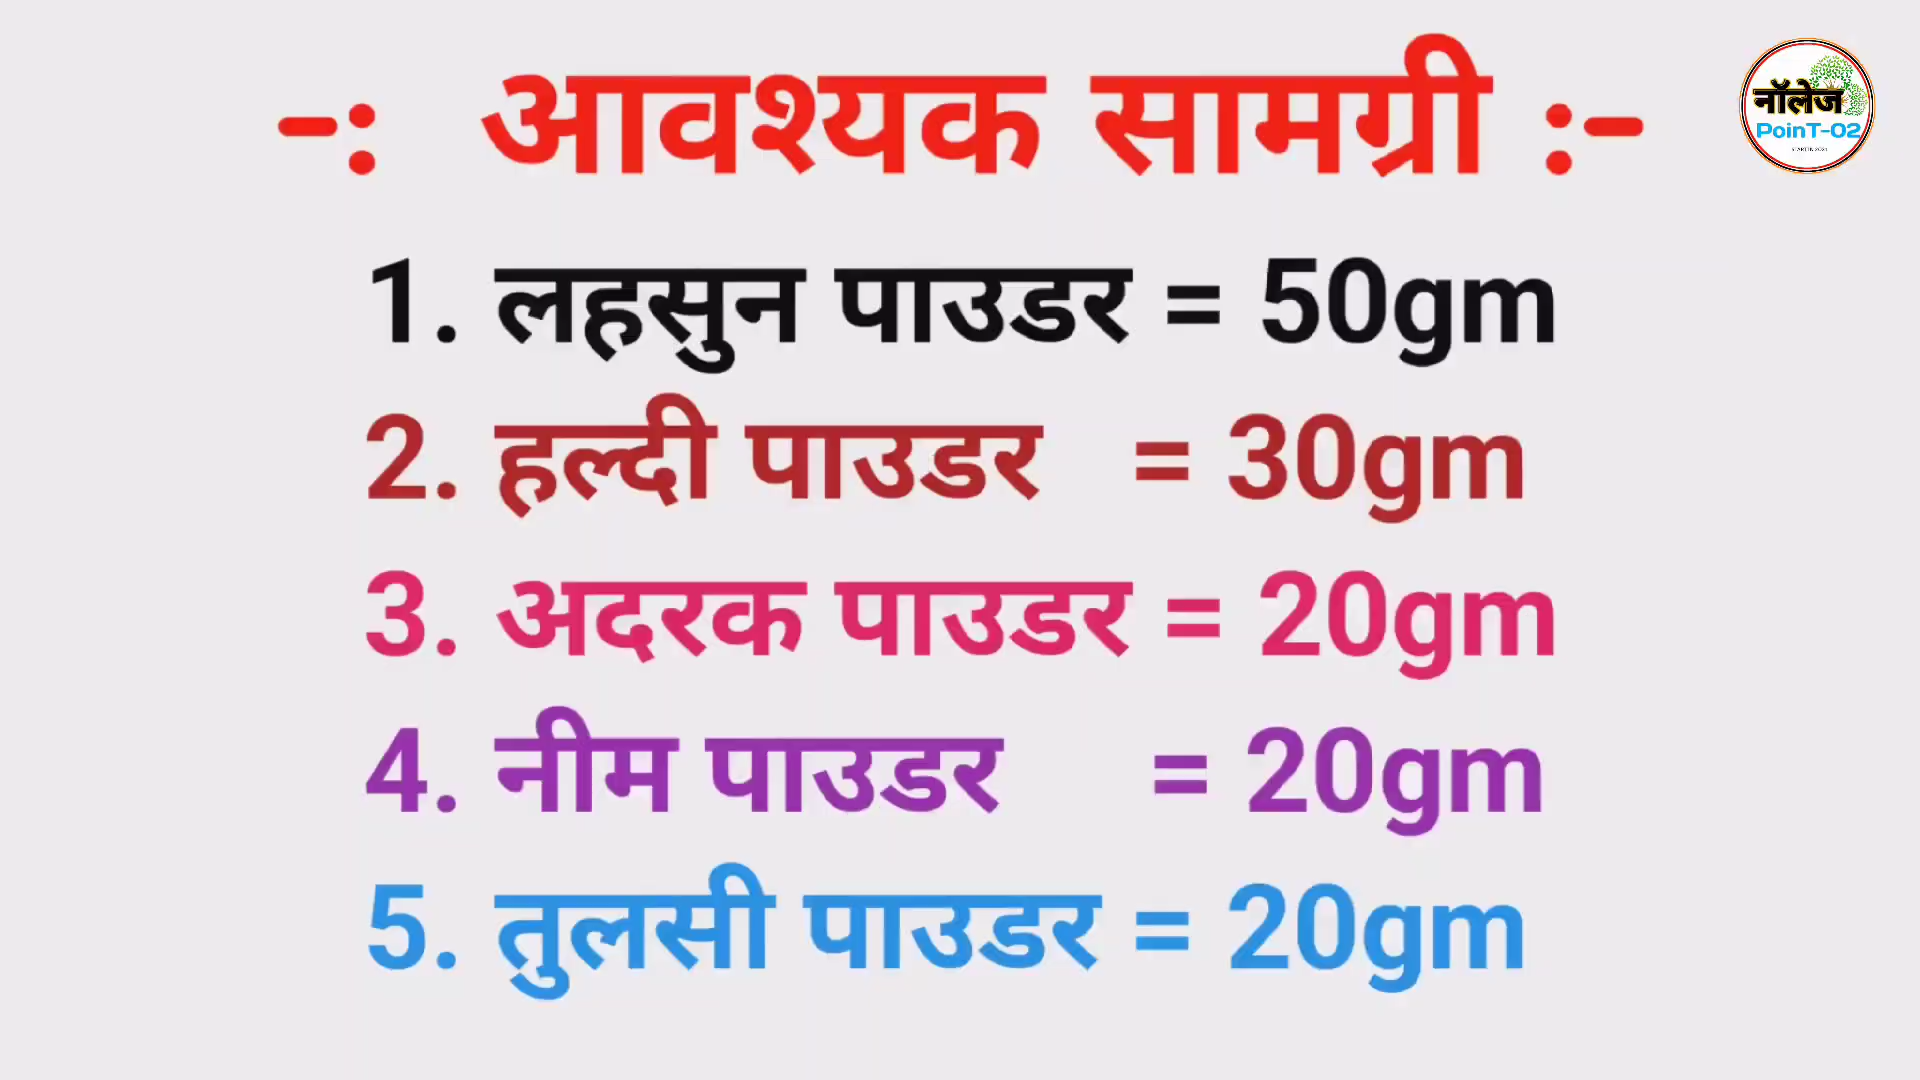 -: आवश्यक सामग्री :-
नॉलेज
PoinT-02
1. लहसुन पाउडर = 50gm
2. हल्दी पाउडर = 30gm
3. अदरक पाउडर = 20gm
4. नीम पाउडर = 20gm
5. तुलसी पाउडर = 20gm